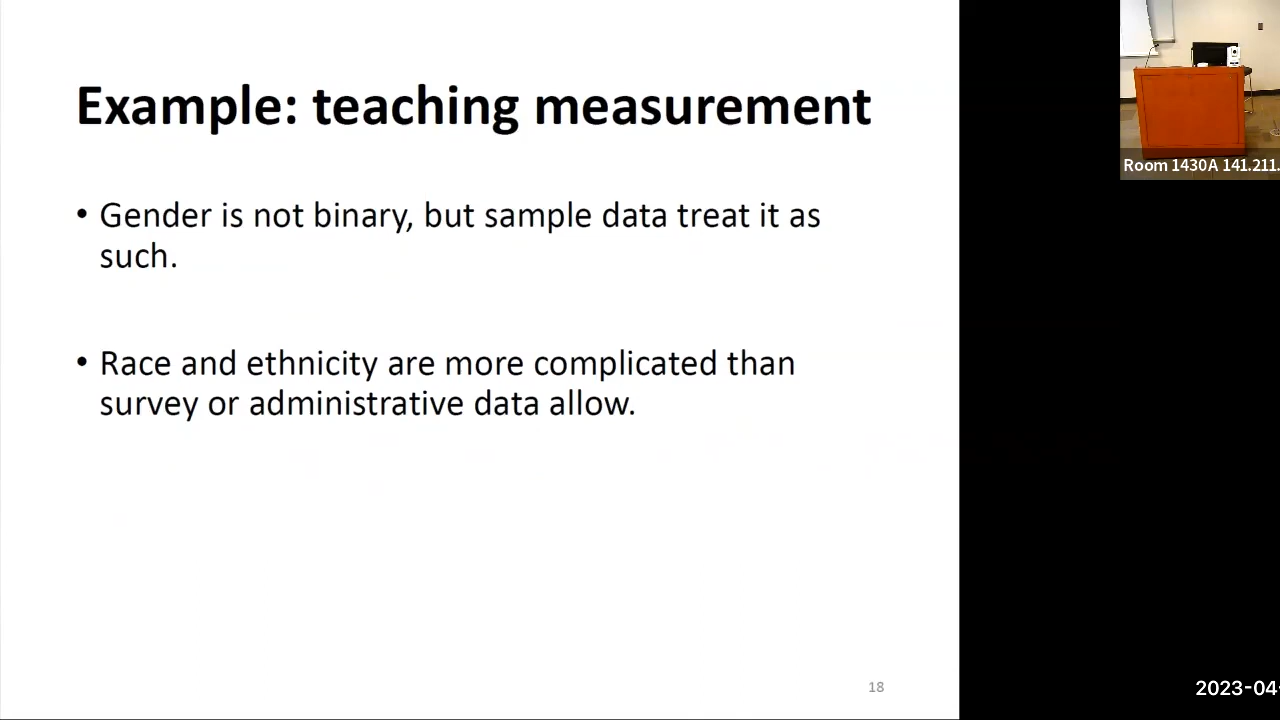 Example: teaching measurement
• Gender is not binary, but sample data treat it as
such.
• Race and ethnicity are more complicated than
survey or administrative data allow.
18
Room 1430A 141.211.
2023-04-